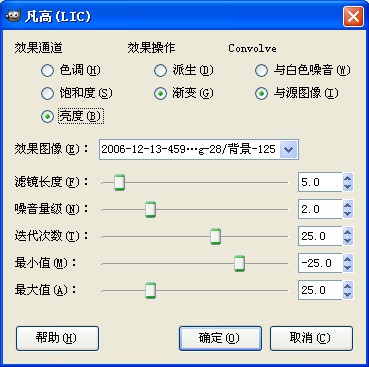 凡高(LIC)
效果通道 效果操作 Convolve
色调(H) 派生(D) 与白色噪音(W)
饱和度(S) 渐变(G) 与源图像(I)
亮度(B)
效果图像(E)： 2006-12-13-459…g-28/背景-125
滤镜长度(F)： 5.0
噪音量级(N)： 2.0
迭代次数(T)： 25.0
最小值(M)： -25.0
最大值(A)： 25.0
帮助(H) 确定(O) 取消(C)